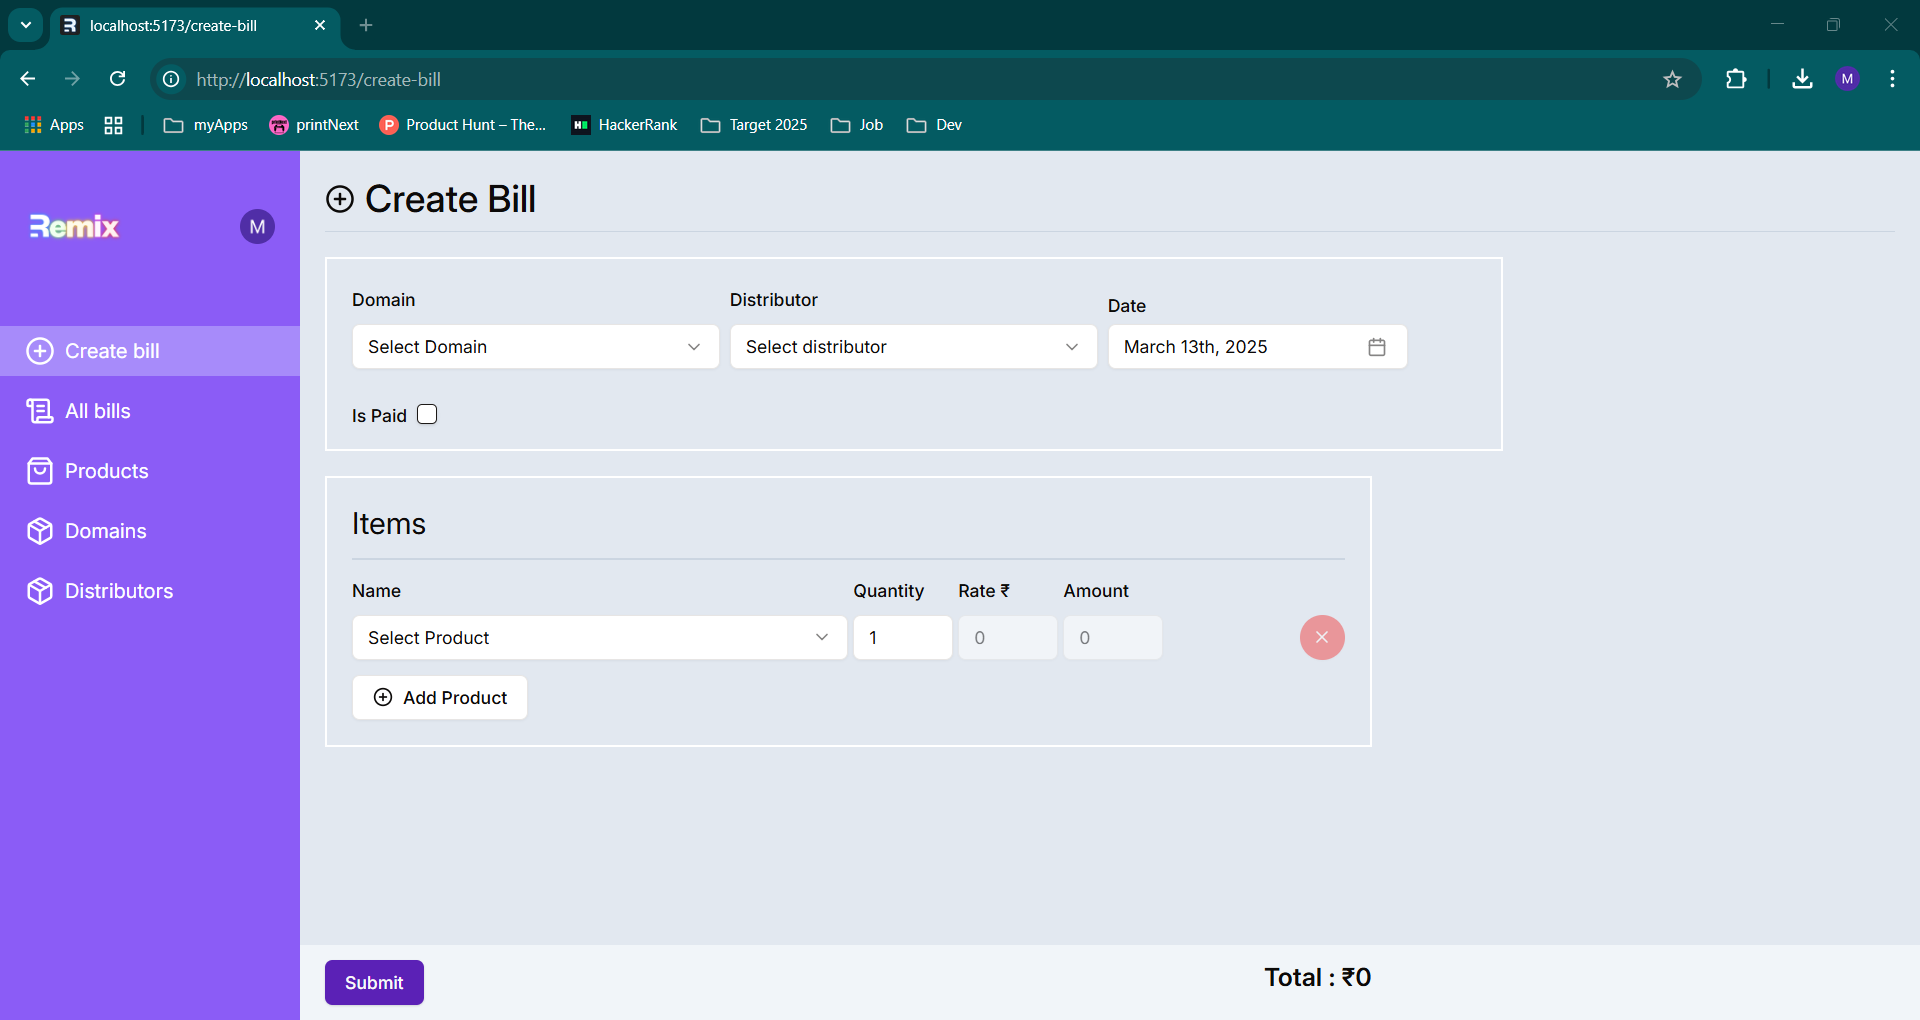 localhost:5173/create-bill
http://localhost:5173/create-bill
M
Apps
myApps
printNext
Product Hunt – The...
HackerRank
Target 2025
Job
Dev
Remix
M
Create bill
All bills
Products
Domains
Distributors
Create Bill
Domain
Distributor
Date
Select Domain
Select distributor
March 13th, 2025
Is Paid
Items
Name
Quantity
Rate ₹
Amount
Select Product
1
0
0
Add Product
Submit
Total : ₹0